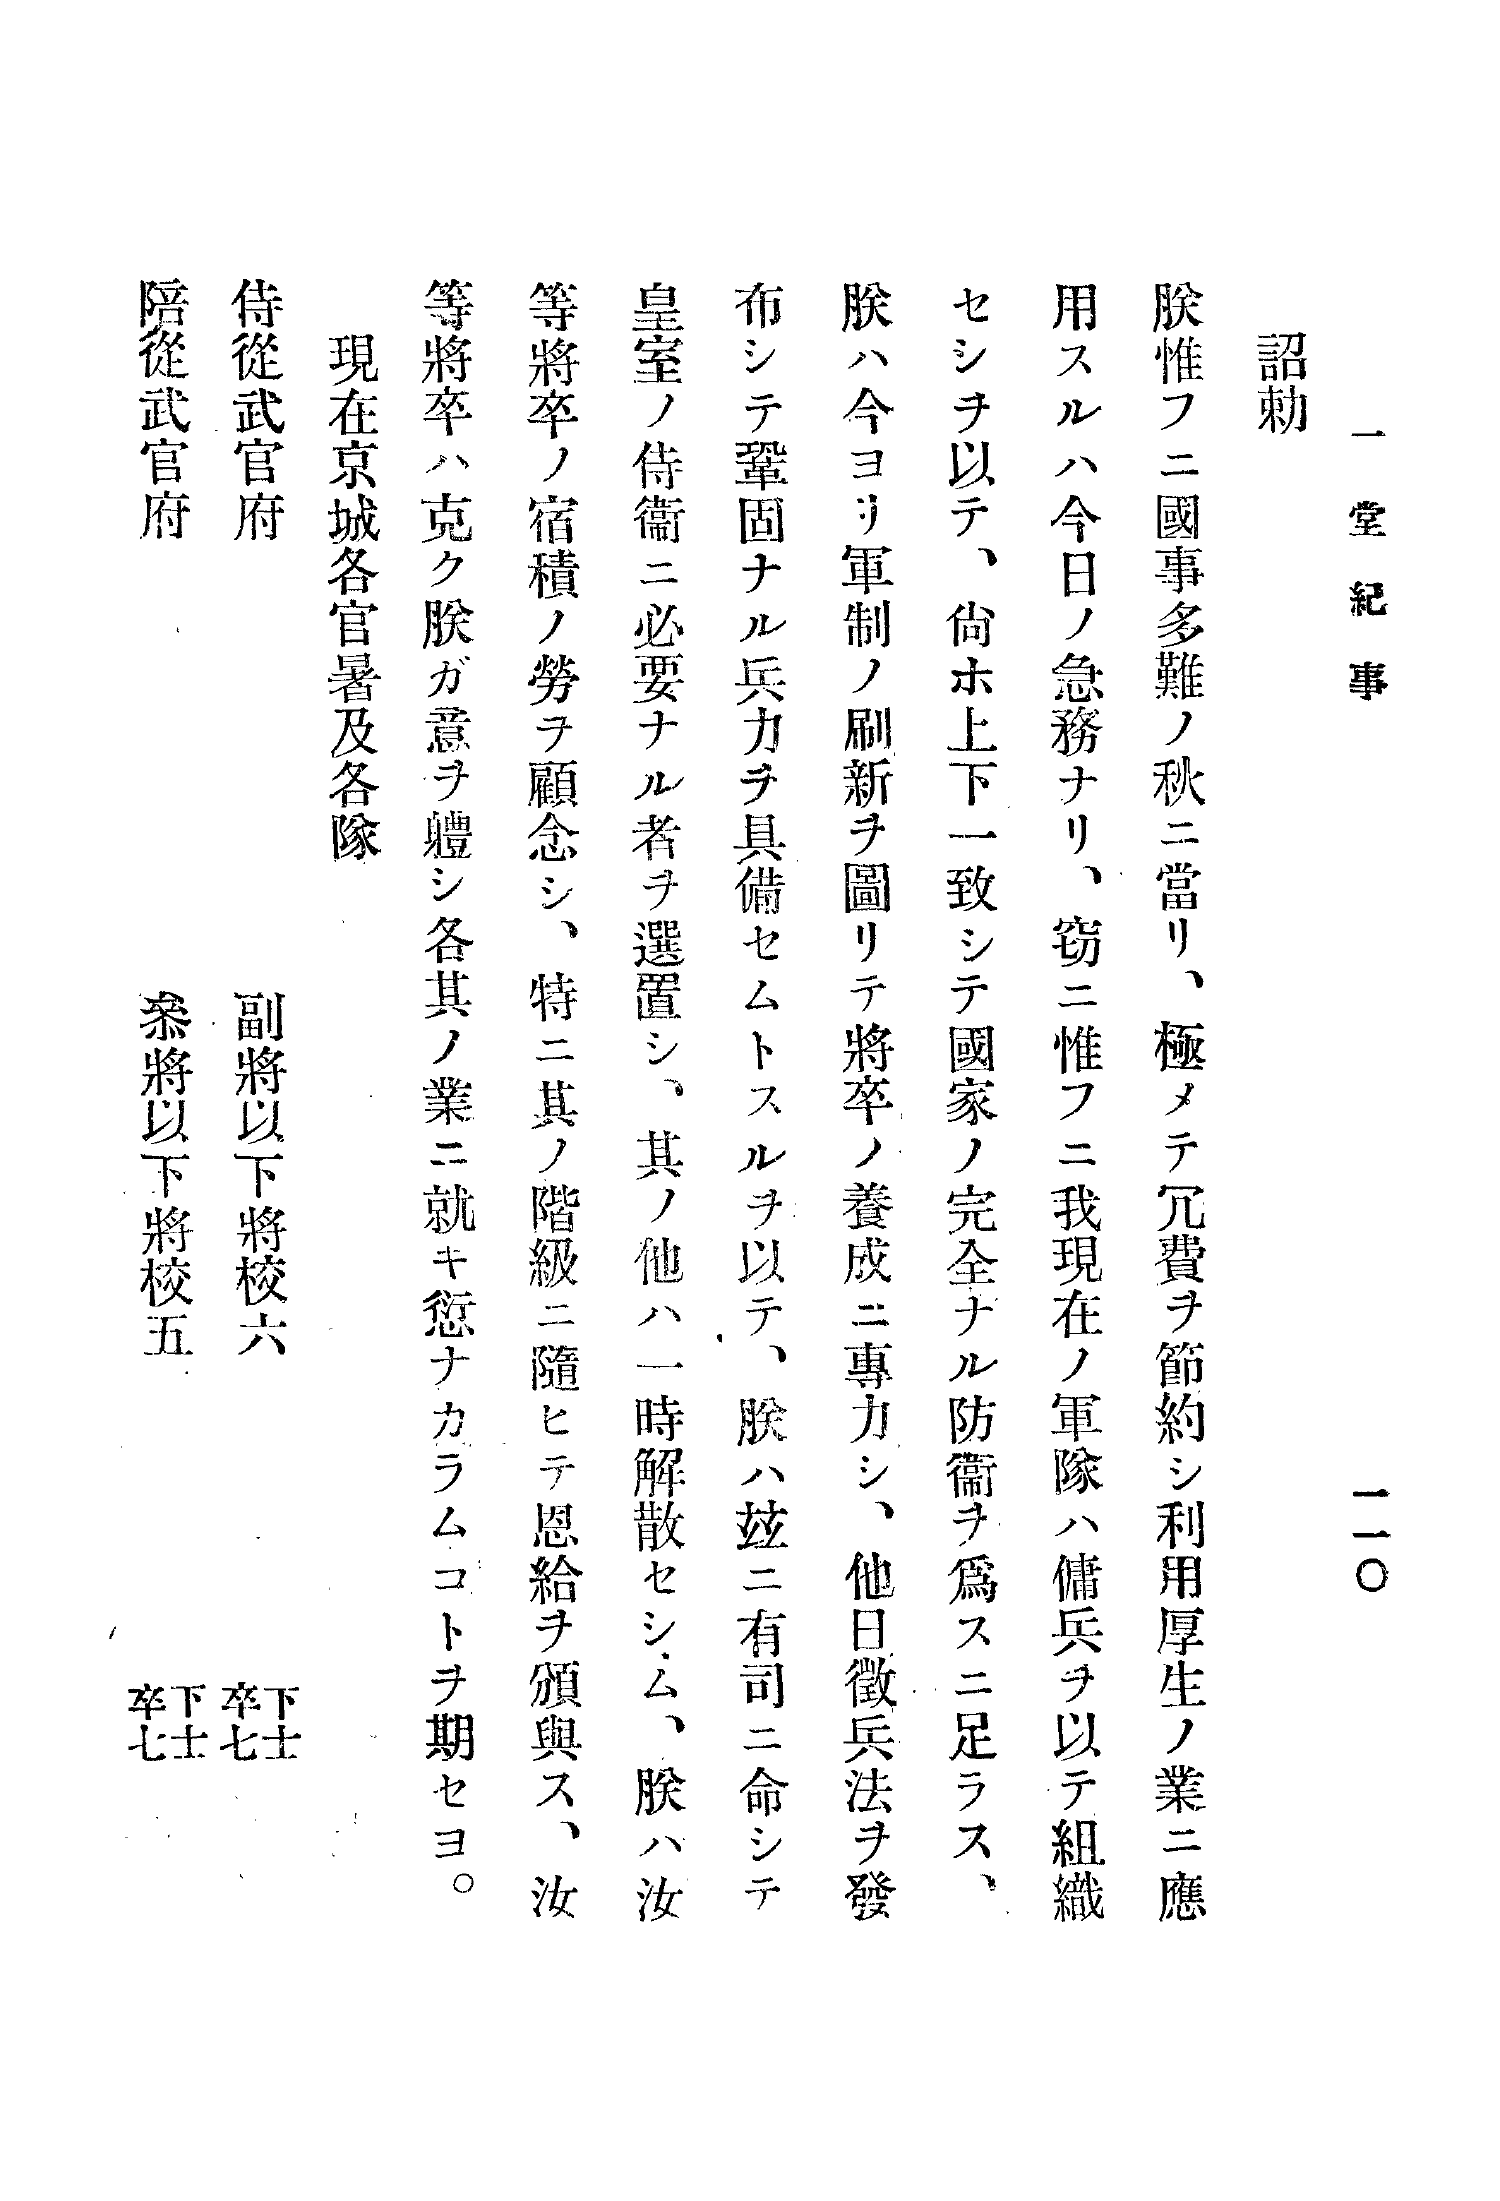 一堂紀事
一一〇
詔勅
朕惟フニ國事多難ノ秋ニ當リ、極メテ冗費ヲ節約シ利用厚生ノ業ニ應
用スルハ今日ノ急務ナリ、窃ニ惟フニ我現在ノ軍隊ハ傭兵ヲ以テ組織
セシヲ以テ、尙ホ上下一致シテ國家ノ完全ナル防衞ヲ爲スニ足ラス、
朕ハ今ヨリ軍制ノ刷新ヲ圖リテ將卒ノ養成ニ專力シ、他日徵兵法ヲ發
布シテ鞏固ナル兵力ヲ具備セムトスルヲ以テ、朕ハ玆ニ有司ニ命シテ
皇室ノ侍衞ニ必要ナル者ヲ選置シ、其ノ他ハ一時解散セシム、朕ハ汝
等將卒ノ宿積ノ勞ヲ顧念シ、特ニ其ノ階級ニ隨ヒテ恩給ヲ頒與ス、汝
等將卒ハ克ク朕ガ意ヲ軆シ各其ノ業ニ就キ愆ナカラムコトヲ期セヨ。
現在京城各官署及各隊
侍從武官府 副將以下將校六 下士卒七
陪從武官府 叅將以下將校五 下士卒七